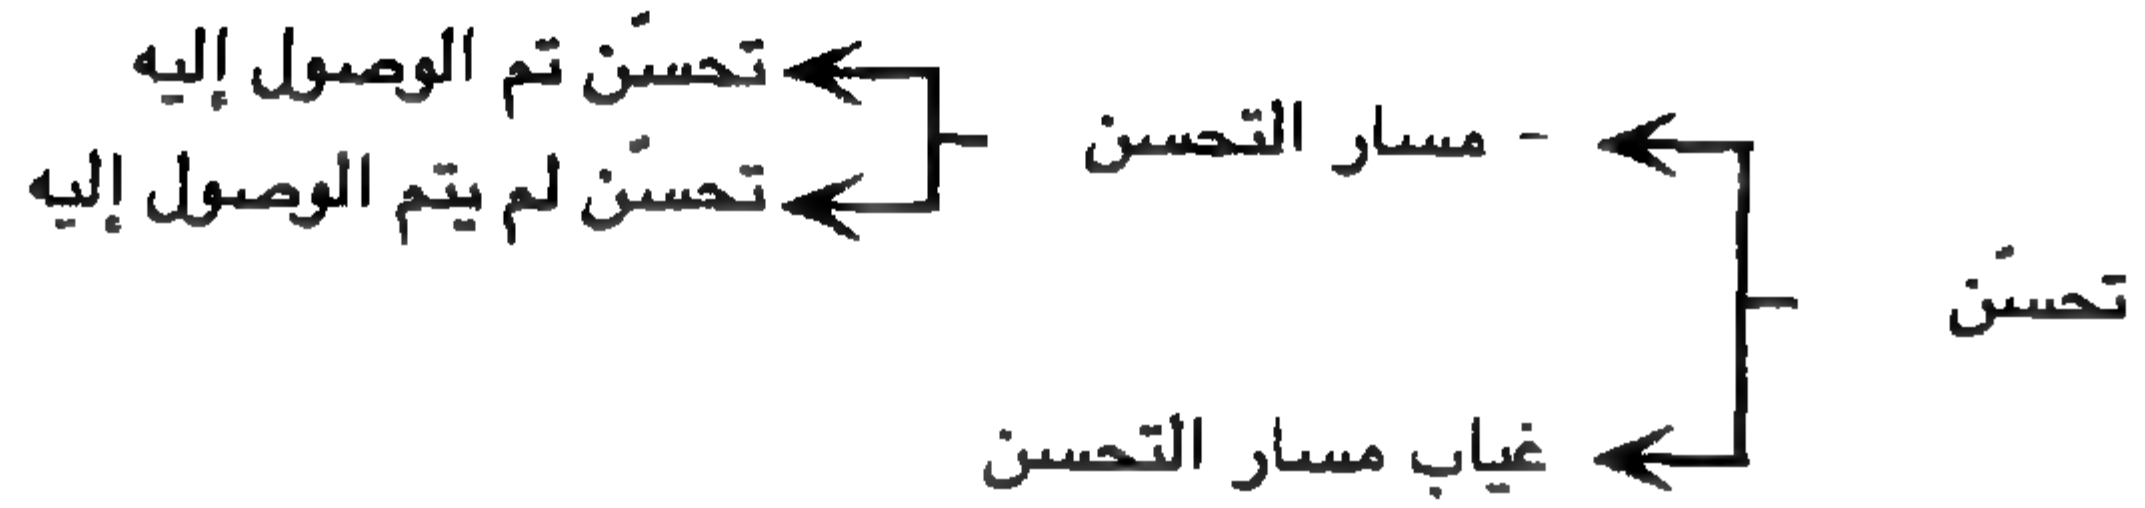 تحسّن تم الوصول إليه
- مسار التحسن
تحسّن لم يتم الوصول إليه
تحسّن
غياب مسار التحسن